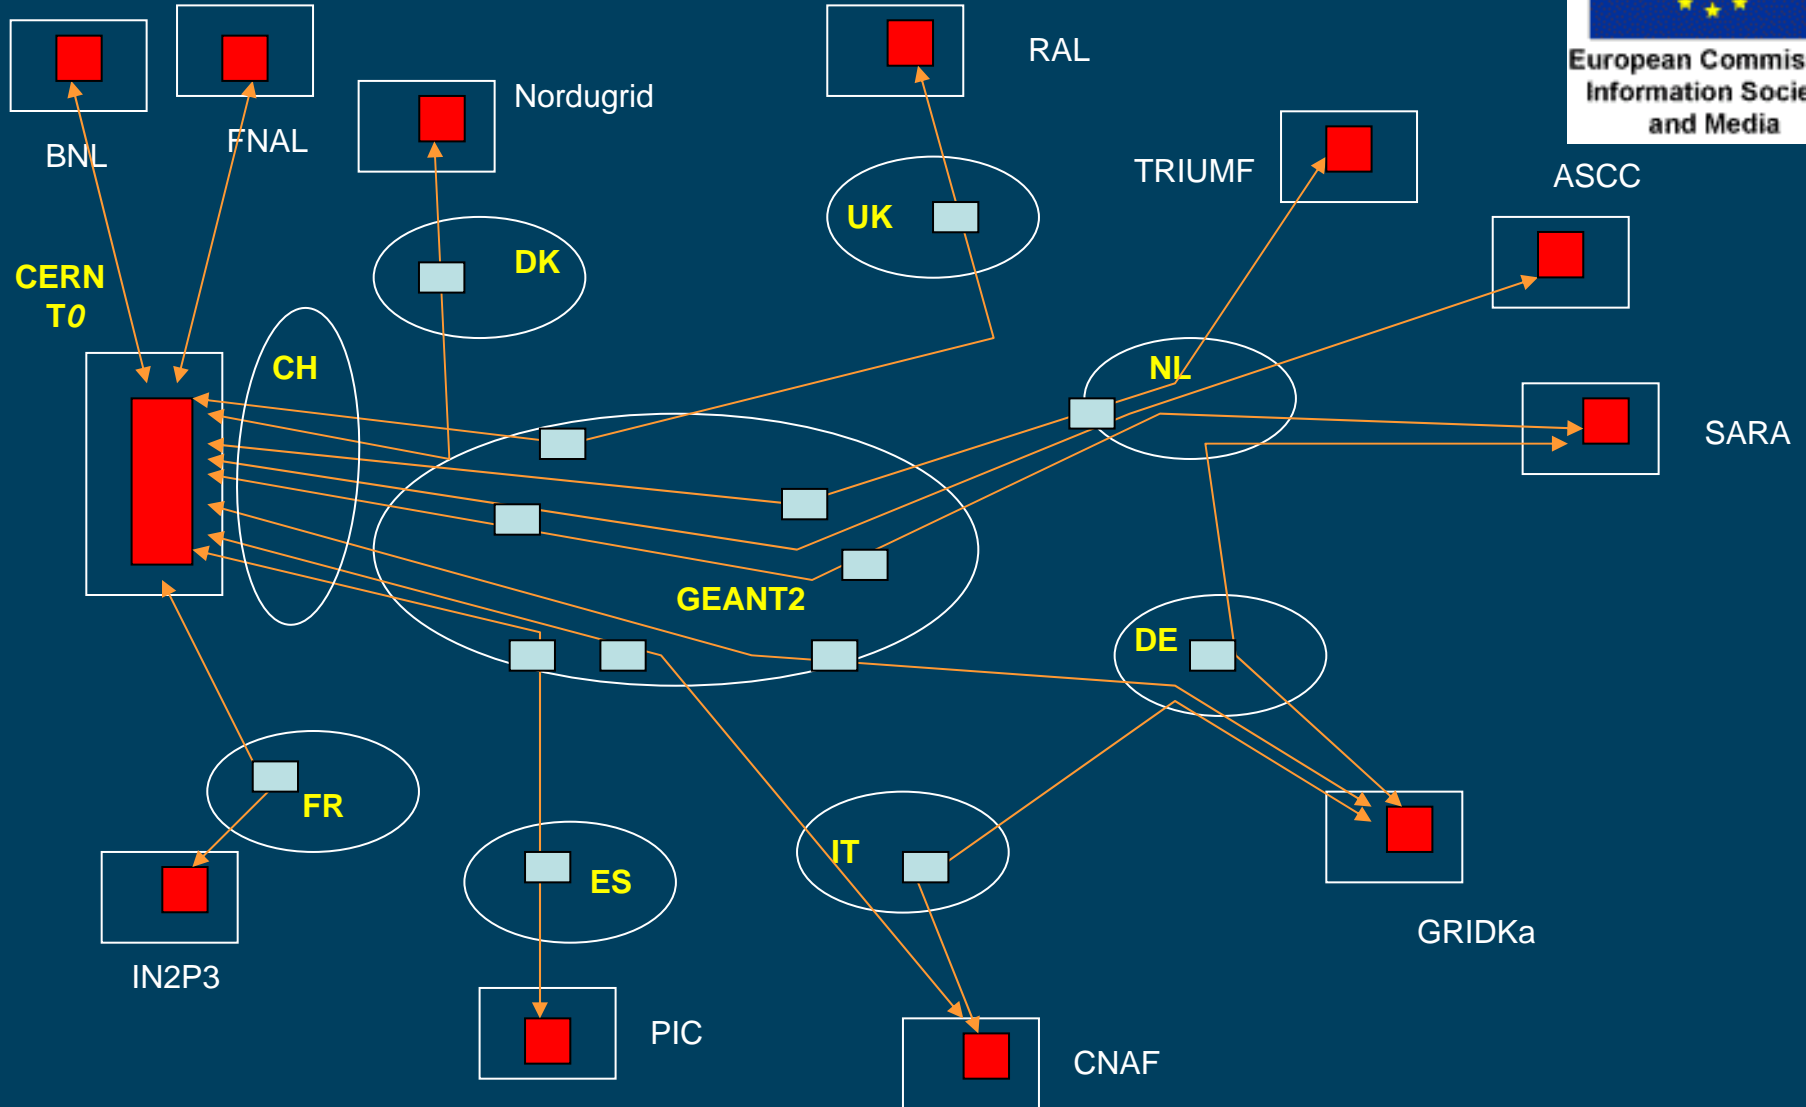 European Commis
Information Socie
and Media
RAL
Nordugrid
BNL
FNAL
TRIUMF
ASCC
UK
DK
CERN
T0
CH
NL
SARA
GEANT2
DE
FR
IT
ES
GRIDKa
IN2P3
PIC
CNAF